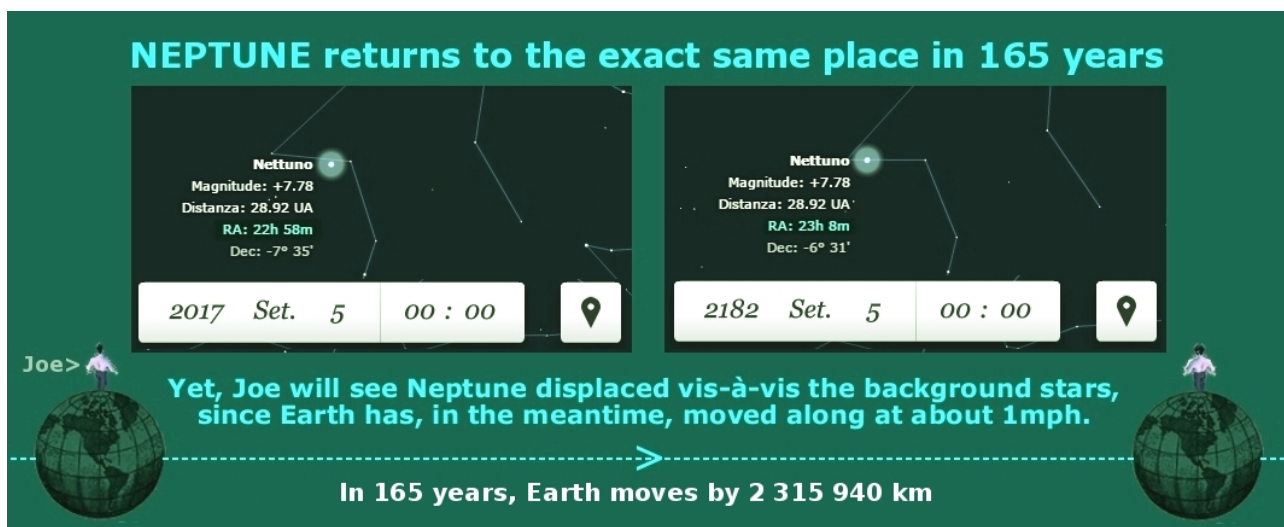 NEPTUNE returns to the exact same place in 165 years
Nettuno
Magnitude: +7.78
Distanza: 28.92 UA
RA: 22h 58m
Dec: -7° 35'
2017 Set. 5 00 : 00
Nettuno
Magnitude: +7.78
Distanza: 28.92 UA
RA: 23h 8m
Dec: -6° 31'
2182 Set. 5 00 : 00
Joe>
Yet, Joe will see Neptune displaced vis-à-vis the background stars,
since Earth has, in the meantime, moved along at about 1mph.
>
In 165 years, Earth moves by 2 315 940 km